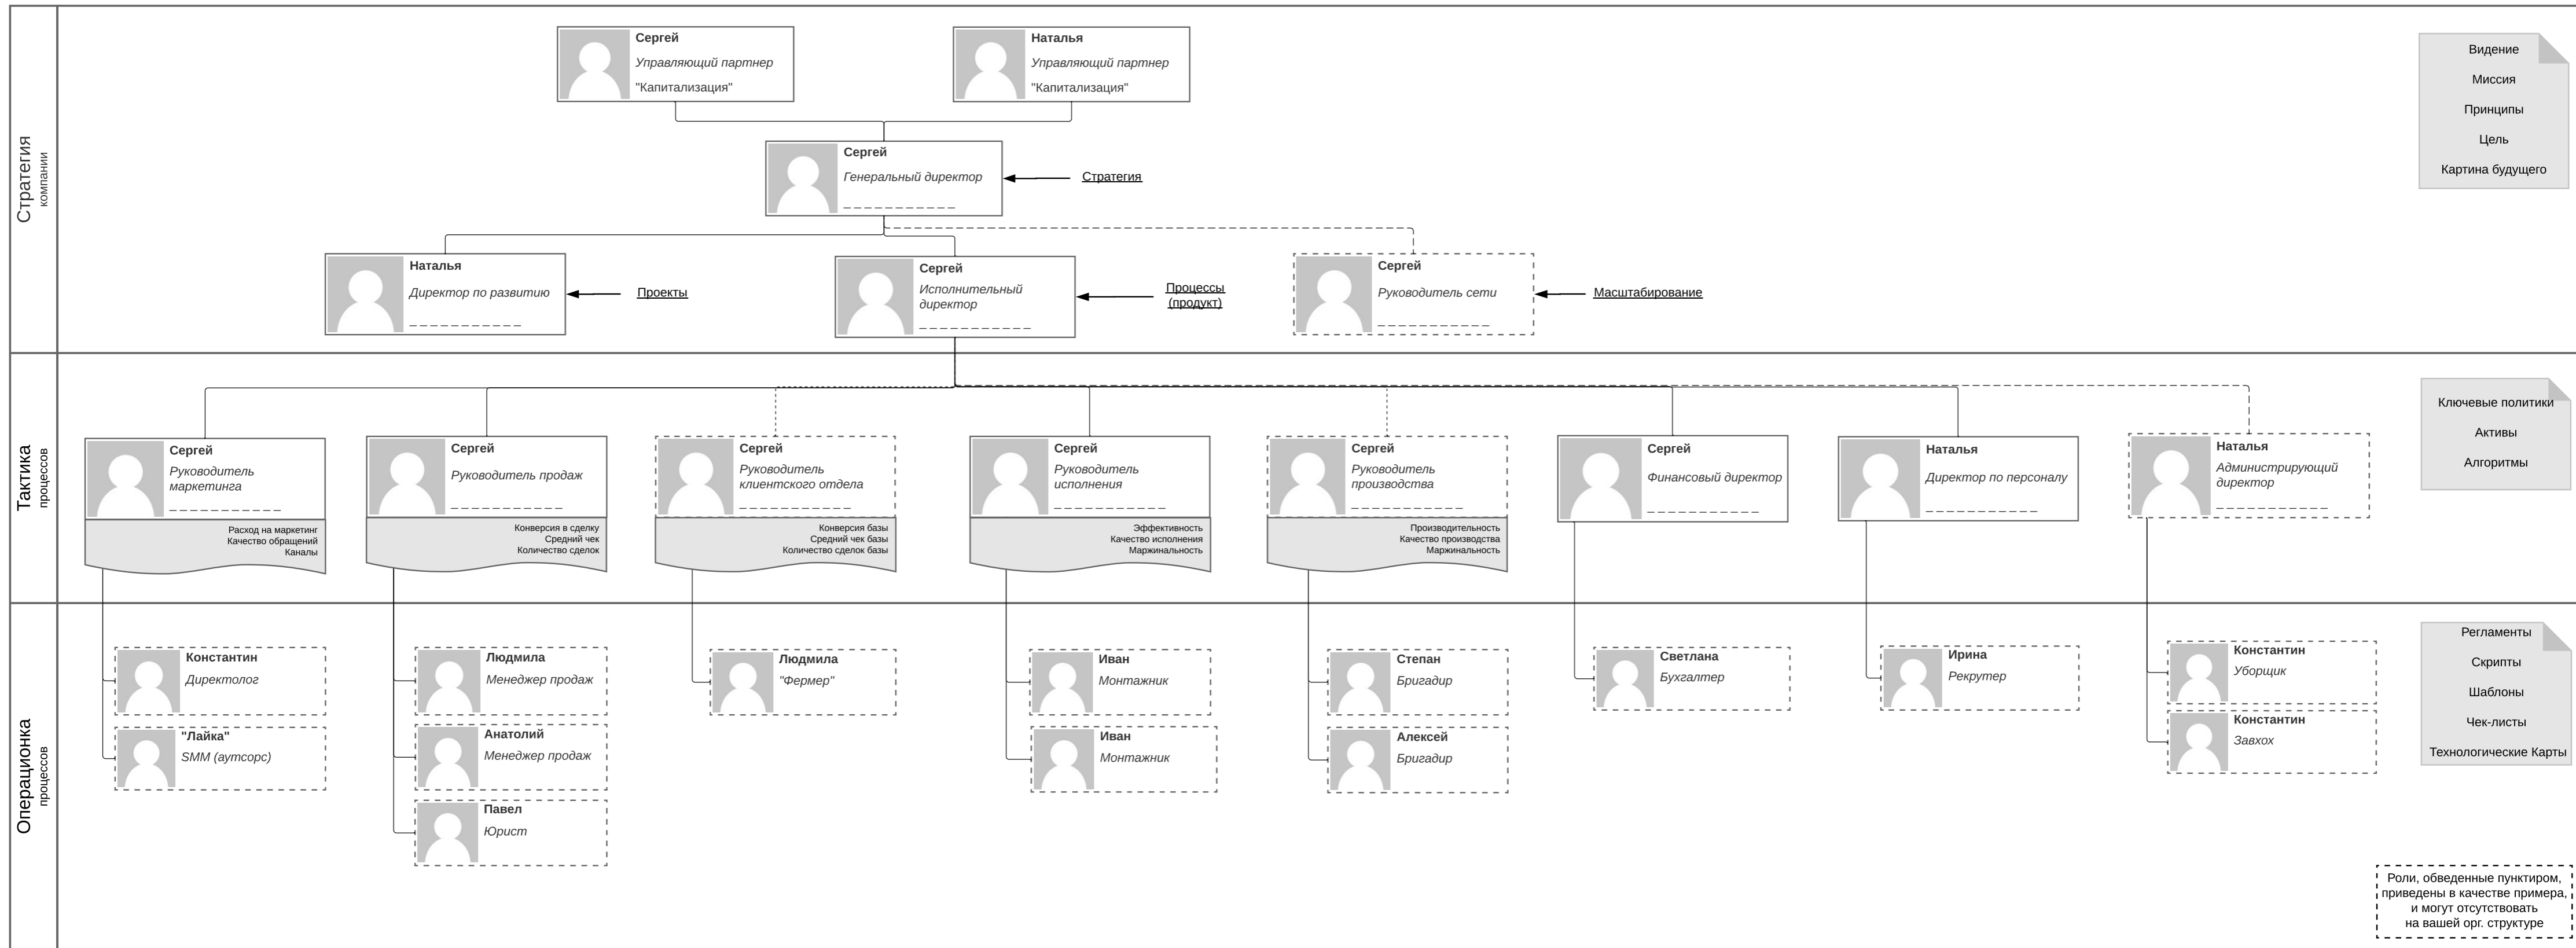 Стратегия
компании
Сергей
Управляющий партнер
"Капитализация"
Наталья
Управляющий партнер
"Капитализация"
Сергей
Генеральный директор
_ _ _ _ _ _ _ _ _ _ _
Стратегия
Наталья
Директор по развитию
_ _ _ _ _ _ _ _ _ _ _
Проекты
Сергей
Исполнительный
директор
_ _ _ _ _ _ _ _ _ _ _
Процессы
(продукт)
Сергей
Руководитель сети
_ _ _ _ _ _ _ _ _ _ _
Масштабирование
Видение
Миссия
Принципы
Цель
Картина будущего
Тактика
процессов
Сергей
Руководитель
маркетинга
_ _ _ _ _ _ _ _ _ _ _
Расход на маркетинг
Качество обращений
Каналы
Сергей
Руководитель продаж
_ _ _ _ _ _ _ _ _ _ _
Конверсия в сделку
Средний чек
Количество сделок
Сергей
Руководитель
клиентского отдела
_ _ _ _ _ _ _ _ _ _ _
Конверсия базы
Средний чек базы
Количество сделок базы
Сергей
Руководитель
исполнения
_ _ _ _ _ _ _ _ _ _ _
Эффективность
Качество исполнения
Маржинальность
Сергей
Руководитель
производства
_ _ _ _ _ _ _ _ _ _ _
Производительность
Качество производства
Маржинальность
Сергей
Финансовый директор
_ _ _ _ _ _ _ _ _ _ _
Наталья
Директор по персоналу
_ _ _ _ _ _ _ _ _ _ _
Наталья
Администрирующий
директор
_ _ _ _ _ _ _ _ _ _ _
Ключевые политики
Активы
Алгоритмы
Операционка
процессов
Константин
Директолог
"Лайка"
SMM (аутсорс)
Людмила
Менеджер продаж
Анатолий
Менеджер продаж
Павел
Юрист
Людмила
"Фермер"
Иван
Монтажник
Иван
Монтажник
Степан
Бригадир
Алексей
Бригадир
Светлана
Бухгалтер
Ирина
Рекрутер
Константин
Уборщик
Константин
Завхох
Регламенты
Скрипты
Шаблоны
Чек-листы
Технологические Карты
Роли, обведенные пунктиром,
приведены в качестве примера,
и могут отсутствовать
на вашей орг. структуре